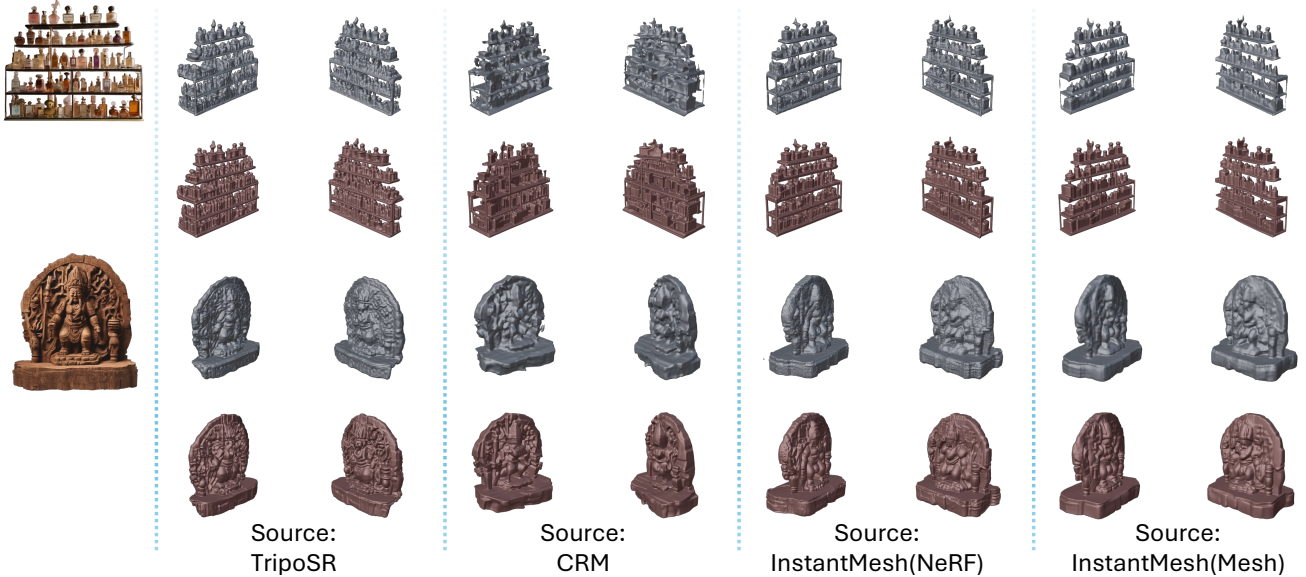 Source:
TripoSR
Source:
CRM
Source:
InstantMesh(NeRF)
Source:
InstantMesh(Mesh)